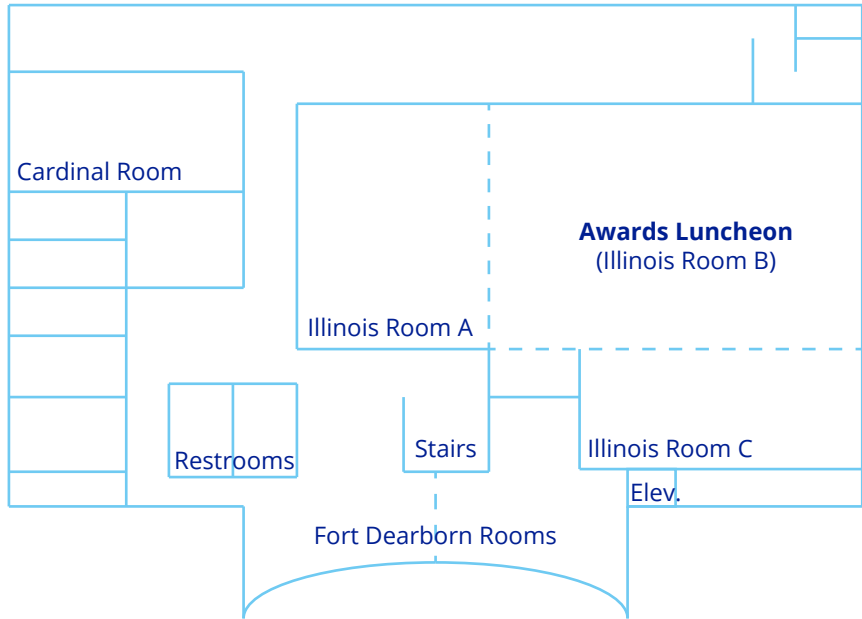 Cardinal Room
Awards Luncheon
(Illinois Room B)
Illinois Room A
Restrooms
Stairs
Illinois Room C
Elev.
Fort Dearborn Rooms